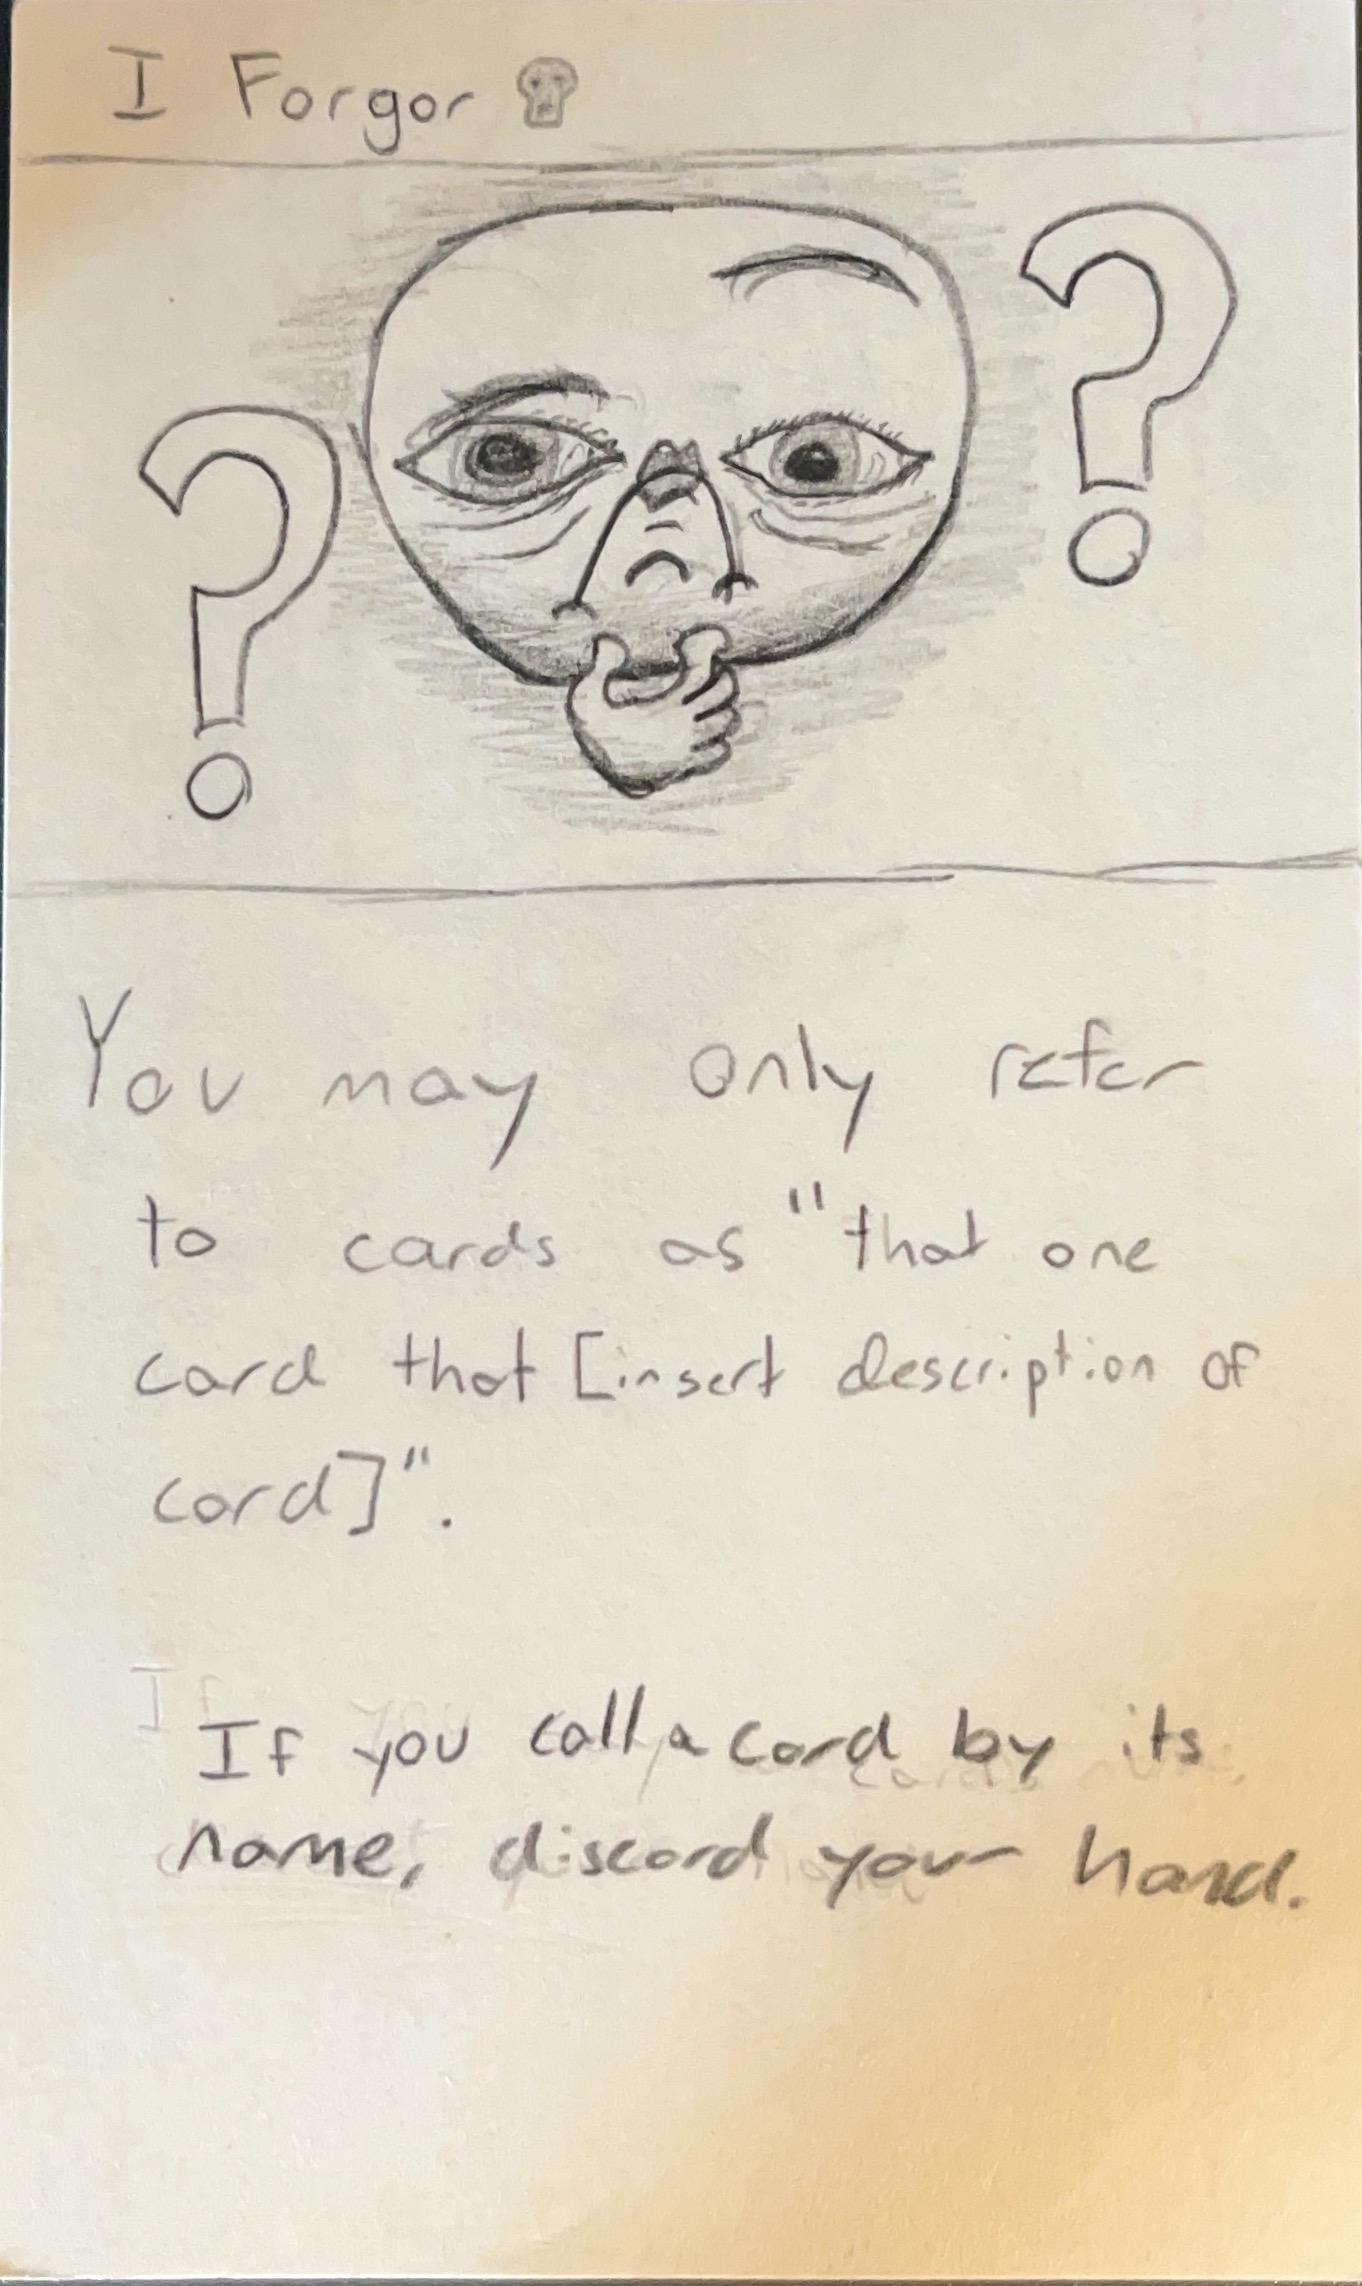 I Forgor 💀
? ?
You may only refer
to cards as "that one
card that [insert description of
card]".
If you call a card by its
name, discard your hand.